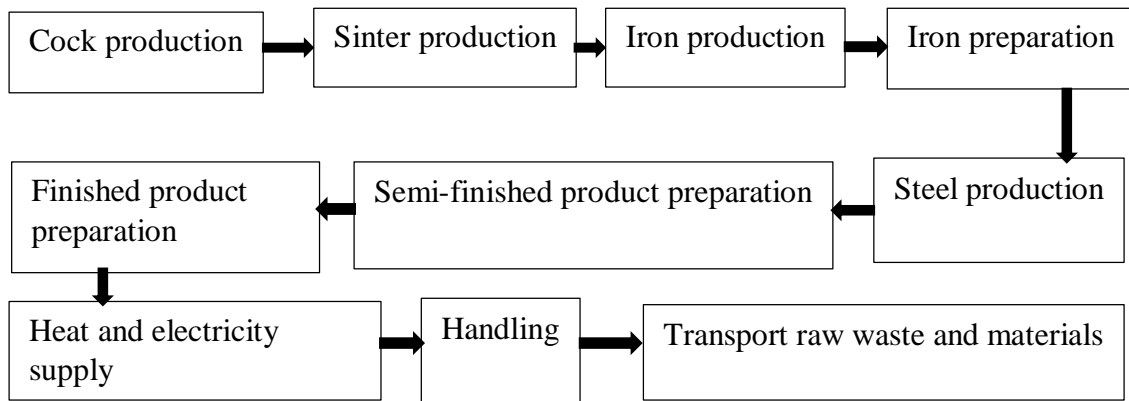 Cock production
Sinter production
Iron production
Iron preparation
Steel production
Semi-finished product preparation
Finished product
preparation
Heat and electricity
supply
Handling
Transport raw waste and materials